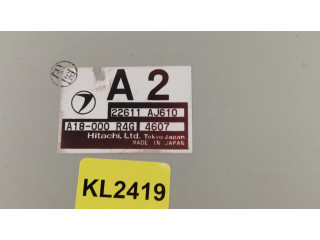 A 2
22611 AJ610
A18-000 R4G 4607
Hitachi, Ltd. Tokyo Japan
MADE IN JAPAN
KL2419